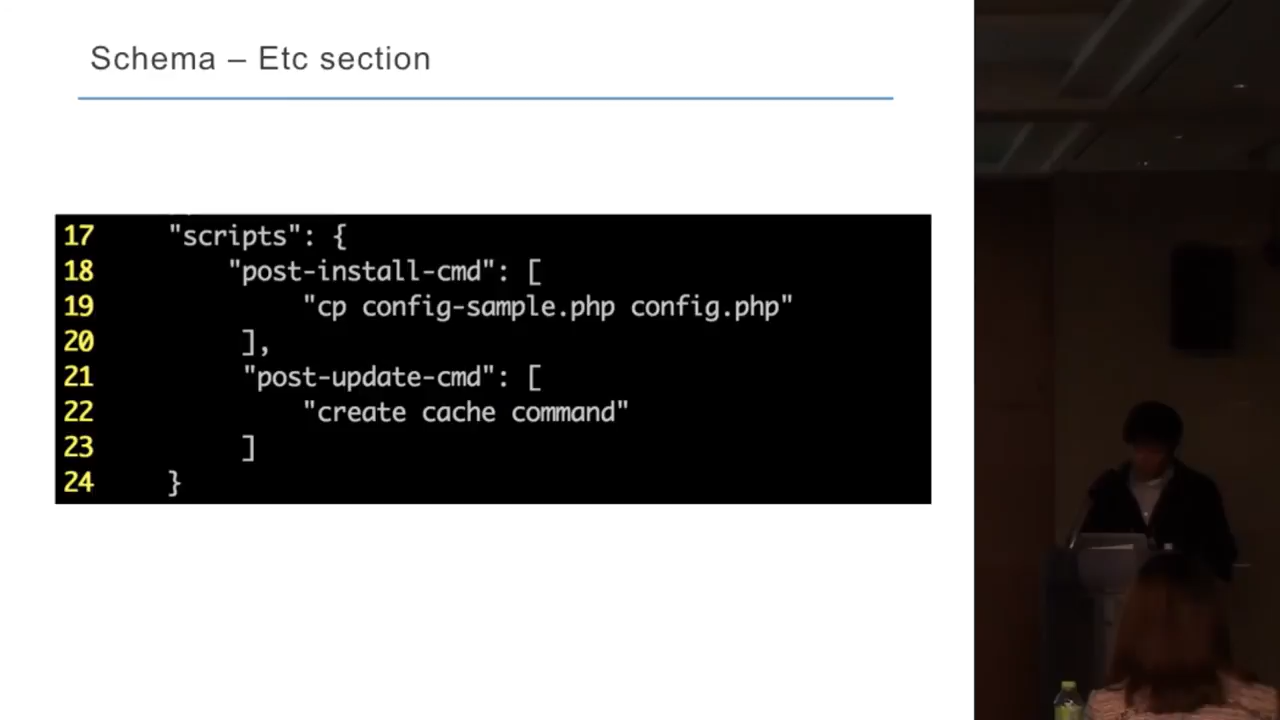 Schema – Etc section
17 "scripts": {
18 "post-install-cmd": [
19 "cp config-sample.php config.php"
20 ],
21 "post-update-cmd": [
22 "create cache command"
23 ]
24 }